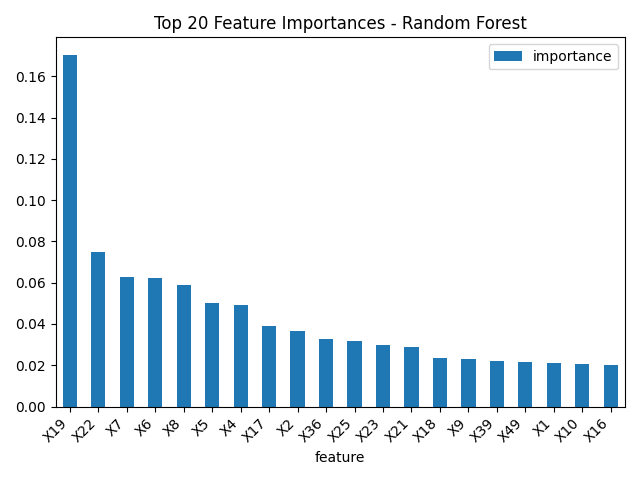 Top 20 Feature Importances - Random Forest
importance
0.16
0.14
0.12
0.10
0.08
0.06
0.04
0.02
0.00
X19 X22 X7 X6 X8 X5 X4 X17 X2 X36 X25 X23 X21 X18 X9 X39 X49 X1 X10 X16
feature